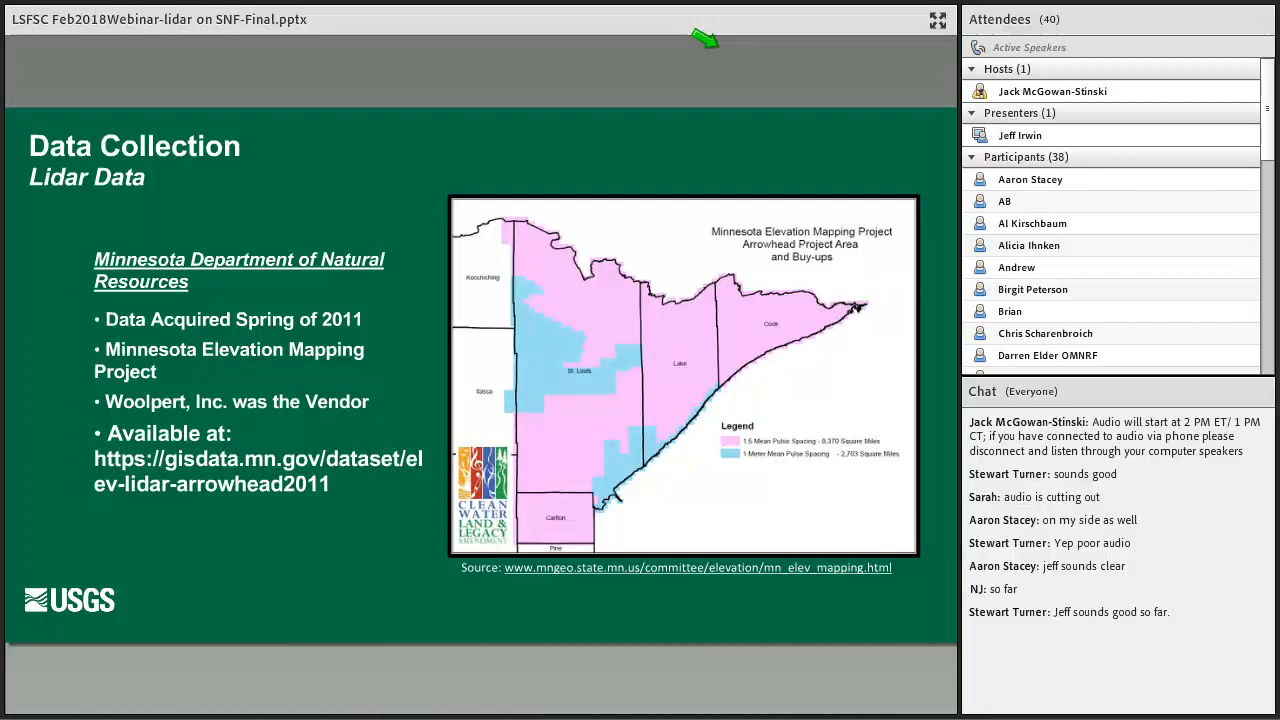 LSFSC Feb2018Webinar-lidar on SNF-Final.pptx
Data Collection
Lidar Data
Minnesota Department of Natural
Resources
• Data Acquired Spring of 2011
• Minnesota Elevation Mapping
Project
• Woolpert, Inc. was the Vendor
• Available at:
https://gisdata.mn.gov/dataset/el
ev-lidar-arrowhead2011
USGS
Minnesota Elevation Mapping Project
Arrowhead Project Area
and Buy-ups
Koochiching
Cook
Lake
St. Louis
Itasca
Legend
1.5 Mean Pulse Spacing - 9,370 Square Miles
1 Meter Mean Pulse Spacing - 2,703 Square Miles
CLEAN
WATER
LAND &
LEGACY
AMENDMENT
Carlton
Pine
Source: www.mngeo.state.mn.us/committee/elevation/mn_elev_mapping.html
Attendees (40)
Active Speakers
Hosts (1)
Jack McGowan-Stinski
Presenters (1)
Jeff Irwin
Participants (38)
Aaron Stacey
AB
Al Kirschbaum
Alicia Ihnken
Andrew
Birgit Peterson
Brian
Chris Scharenbroich
Darren Elder OMNRF
Chat (Everyone)
Jack McGowan-Stinski: Audio will start at 2 PM ET/ 1 PM
CT; if you have connected to audio via phone please
disconnect and listen through your computer speakers
Stewart Turner: sounds good
Sarah: audio is cutting out
Aaron Stacey: on my side as well
Stewart Turner: Yep poor audio
Aaron Stacey: jeff sounds clear
NJ: so far
Stewart Turner: Jeff sounds good so far.